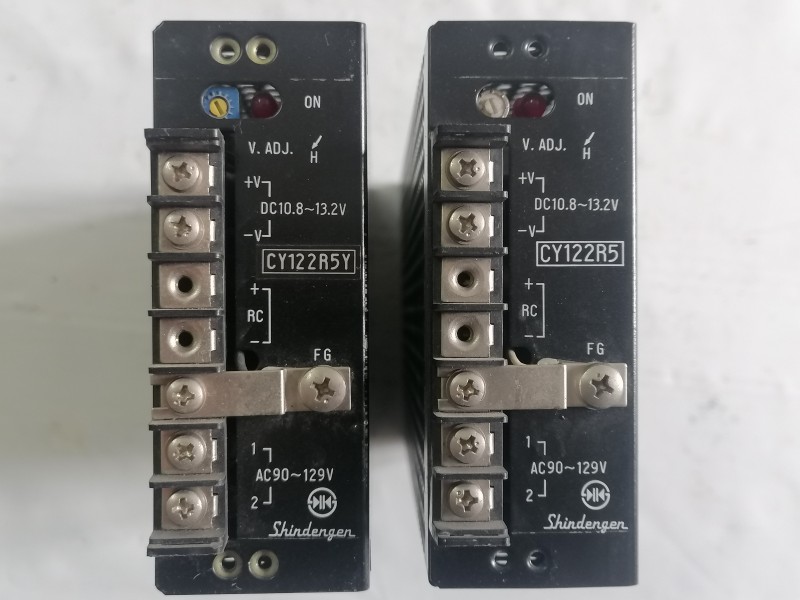 ON
V. ADJ.
H
+V
DC10.8~13.2V
-V
CY122R5Y
+
RC
-
FG
1
AC90~129V
2
Shindengen
ON
V. ADJ.
H
+V
DC10.8~13.2V
-V
CY122R5
+
RC
-
FG
1
AC90~129V
2
Shindengen